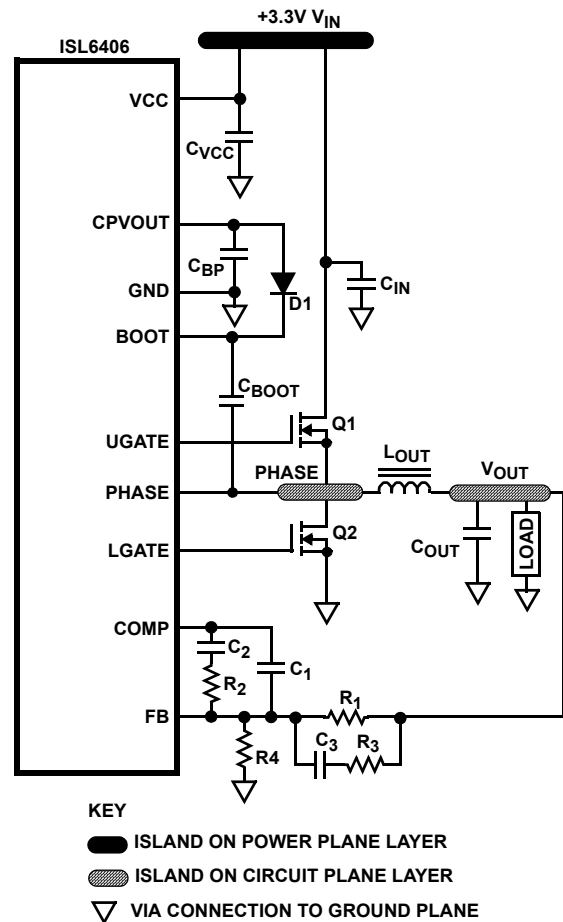 +3.3V VIN
ISL6406
VCC
CVCC
CPVOUT
CBP
GND
D1
CIN
BOOT
CBOOT
UGATE
Q1
LOUT
PHASE
PHASE
VOUT
Q2
LGATE
COUT
LOAD
COMP
C2
C1
R2
R1
FB
C3
R3
R4
KEY
ISLAND ON POWER PLANE LAYER
ISLAND ON CIRCUIT PLANE LAYER
VIA CONNECTION TO GROUND PLANE